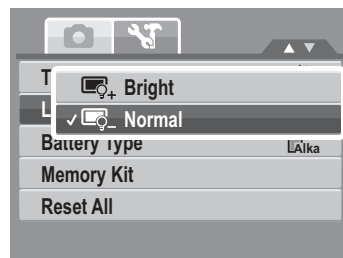 T
Bright
L
Normal
Battery Type
Alka
Memory Kit
Reset All